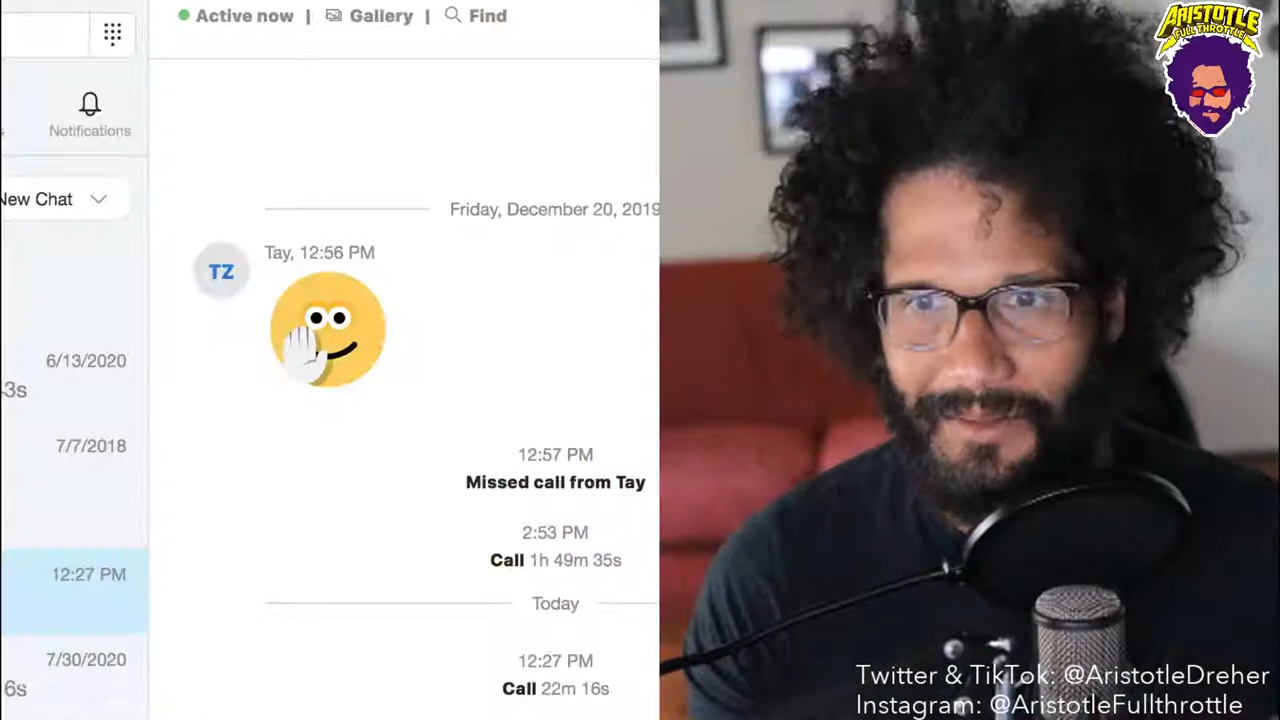 Active now | Gallery | Find
Notifications
New Chat
Friday, December 20, 2019
Tay, 12:56 PM
TZ
6/13/2020
3s
7/7/2018
12:57 PM
Missed call from Tay
2:53 PM
Call 1h 49m 35s
12:27 PM
Today
7/30/2020
6s
12:27 PM
Call 22m 16s
ARISTOTLE
FULL THROTTLE
Twitter & TikTok: @AristotleDreher
Instagram: @AristotleFullthrottle